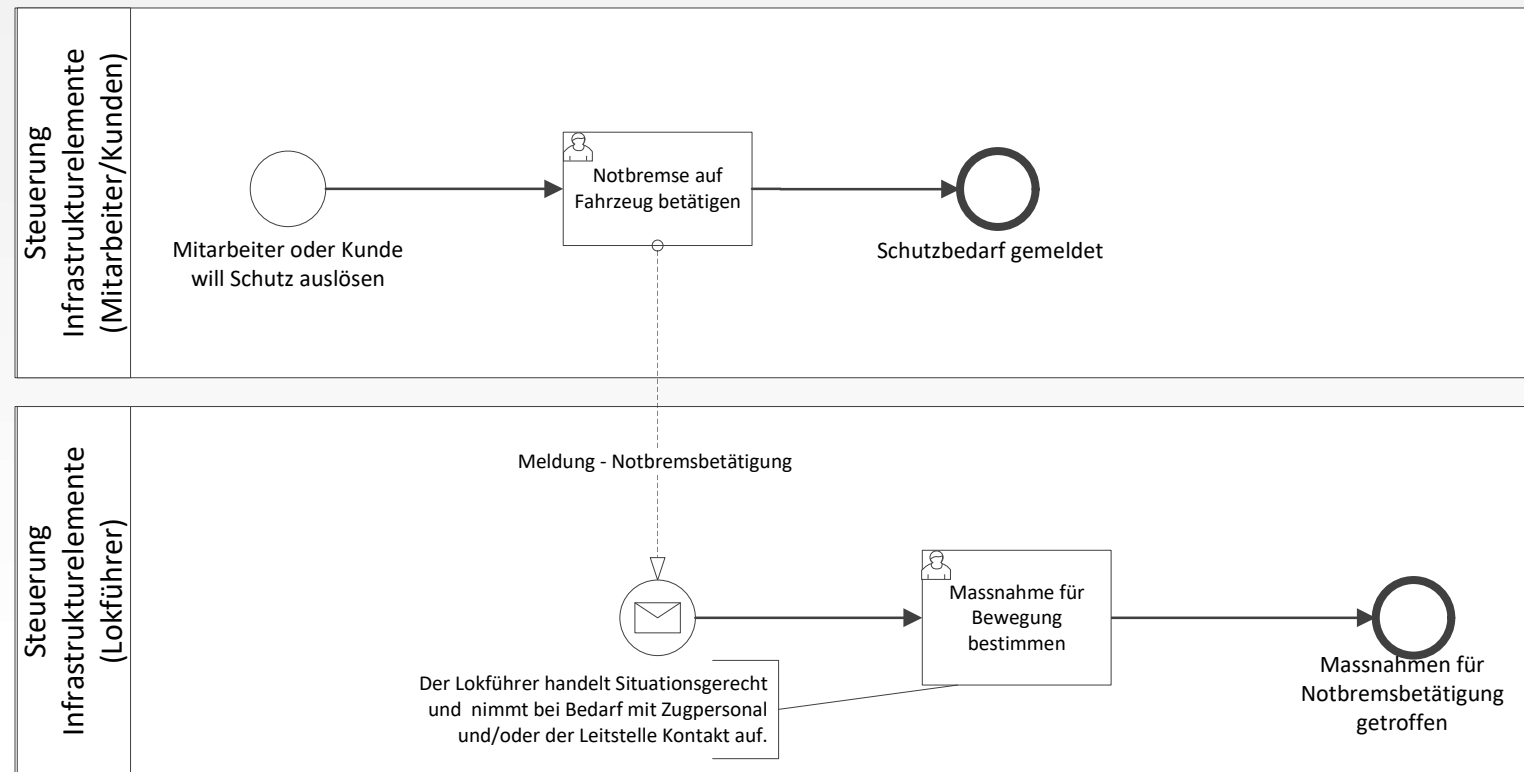 Steuerung
Infrastrukturelemente
(Mitarbeiter/Kunden)
Mitarbeiter oder Kunde
will Schutz auslösen
Notbremse auf
Fahrzeug betätigen
Schutzbedarf gemeldet
Meldung - Notbremsbetätigung
Steuerung
Infrastrukturelemente
(Lokführer)
Der Lokführer handelt Situationsgerecht
und  nimmt bei Bedarf mit Zugpersonal
und/oder der Leitstelle Kontakt auf.
Massnahme für
Bewegung
bestimmen
Massnahmen für
Notbremsbetätigung
getroffen